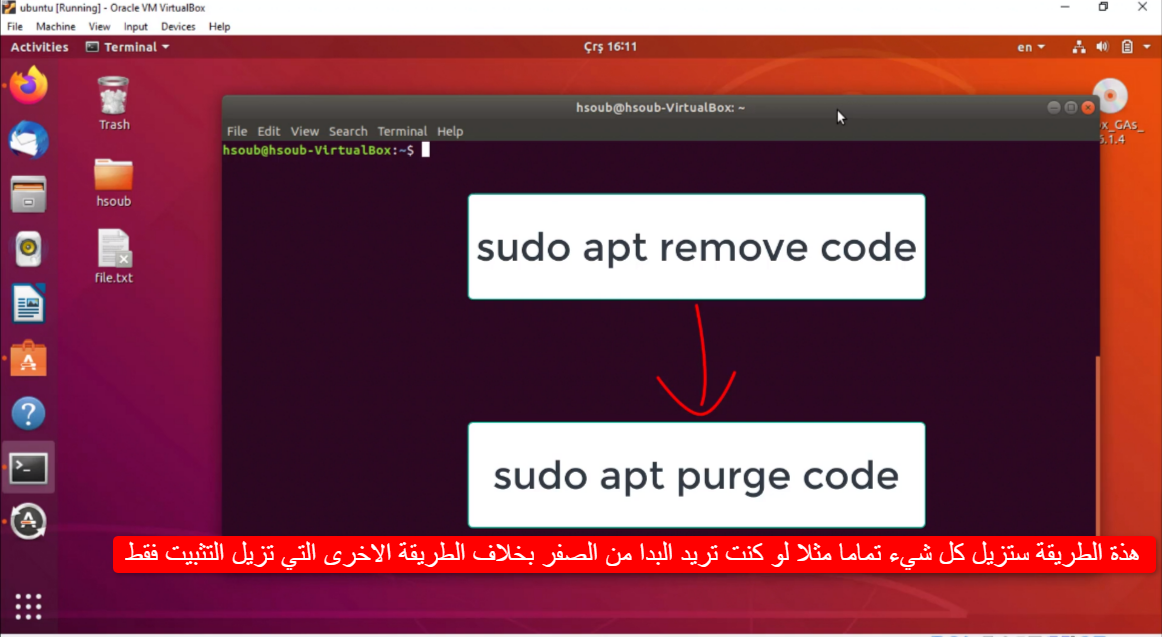 ubuntu [Running] - Oracle VM VirtualBox
File Machine View Input Devices Help
Activities Terminal Çrş 16:11 en
Trash
hsoub
file.txt
hsoub@hsoub-VirtualBox: ~
x_GAs_
6.1.4
File Edit View Search Terminal Help
hsoub@hsoub-VirtualBox:~$
sudo apt remove code
sudo apt purge code
هذة الطريقة ستزيل كل شيء تماما مثلا لو كنت تريد البدا من الصفر بخلاف الطريقة الاخرى التي تزيل التثبيت فقط